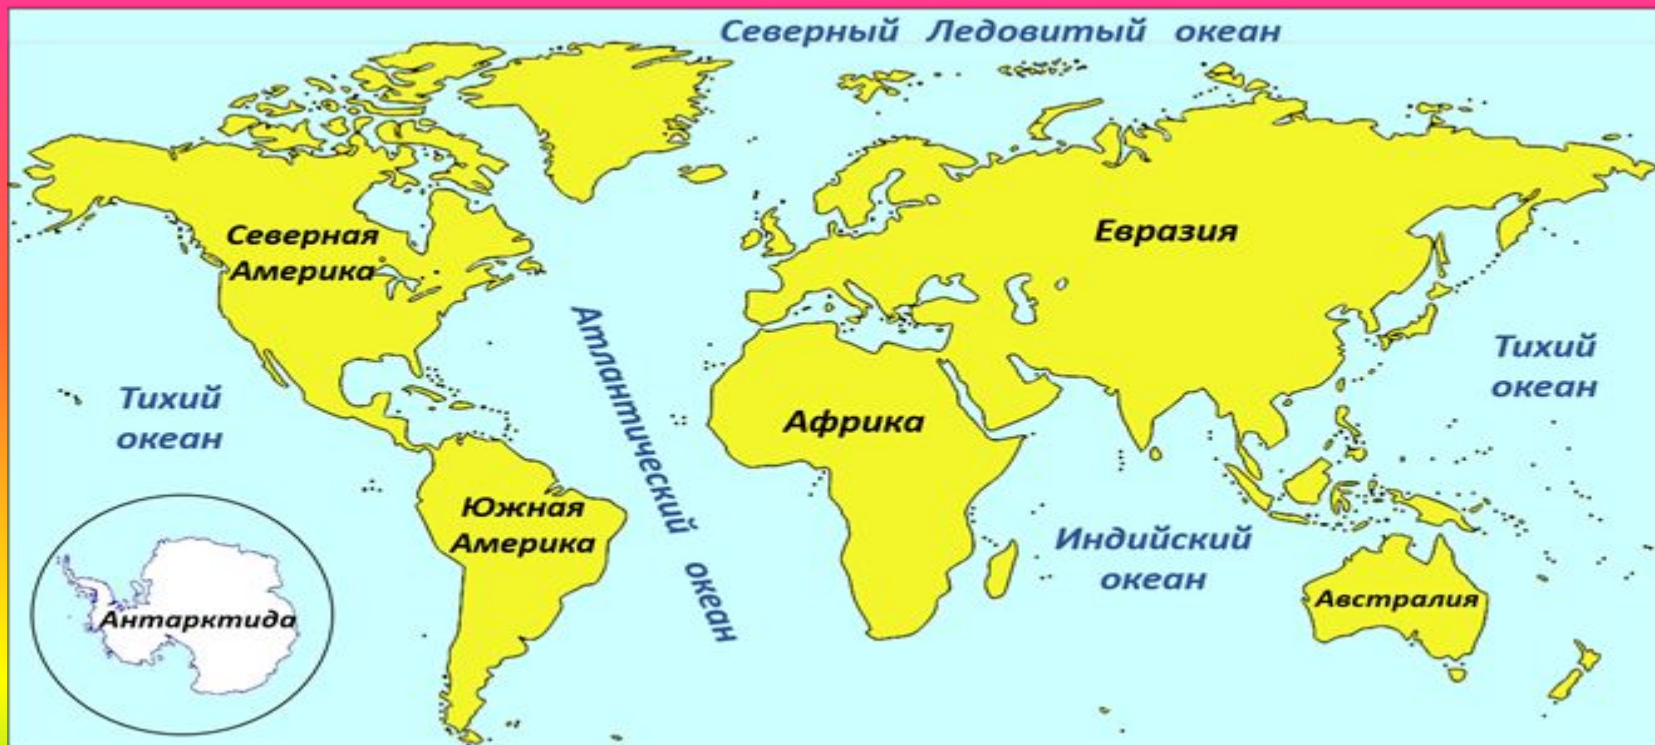 Северный Ледовитый океан
Северная
Америка
Евразия
Атлантический океан
Тихий
океан
Тихий
океан
Африка
Южная
Америка
Индийский
океан
Австралия
Антарктида